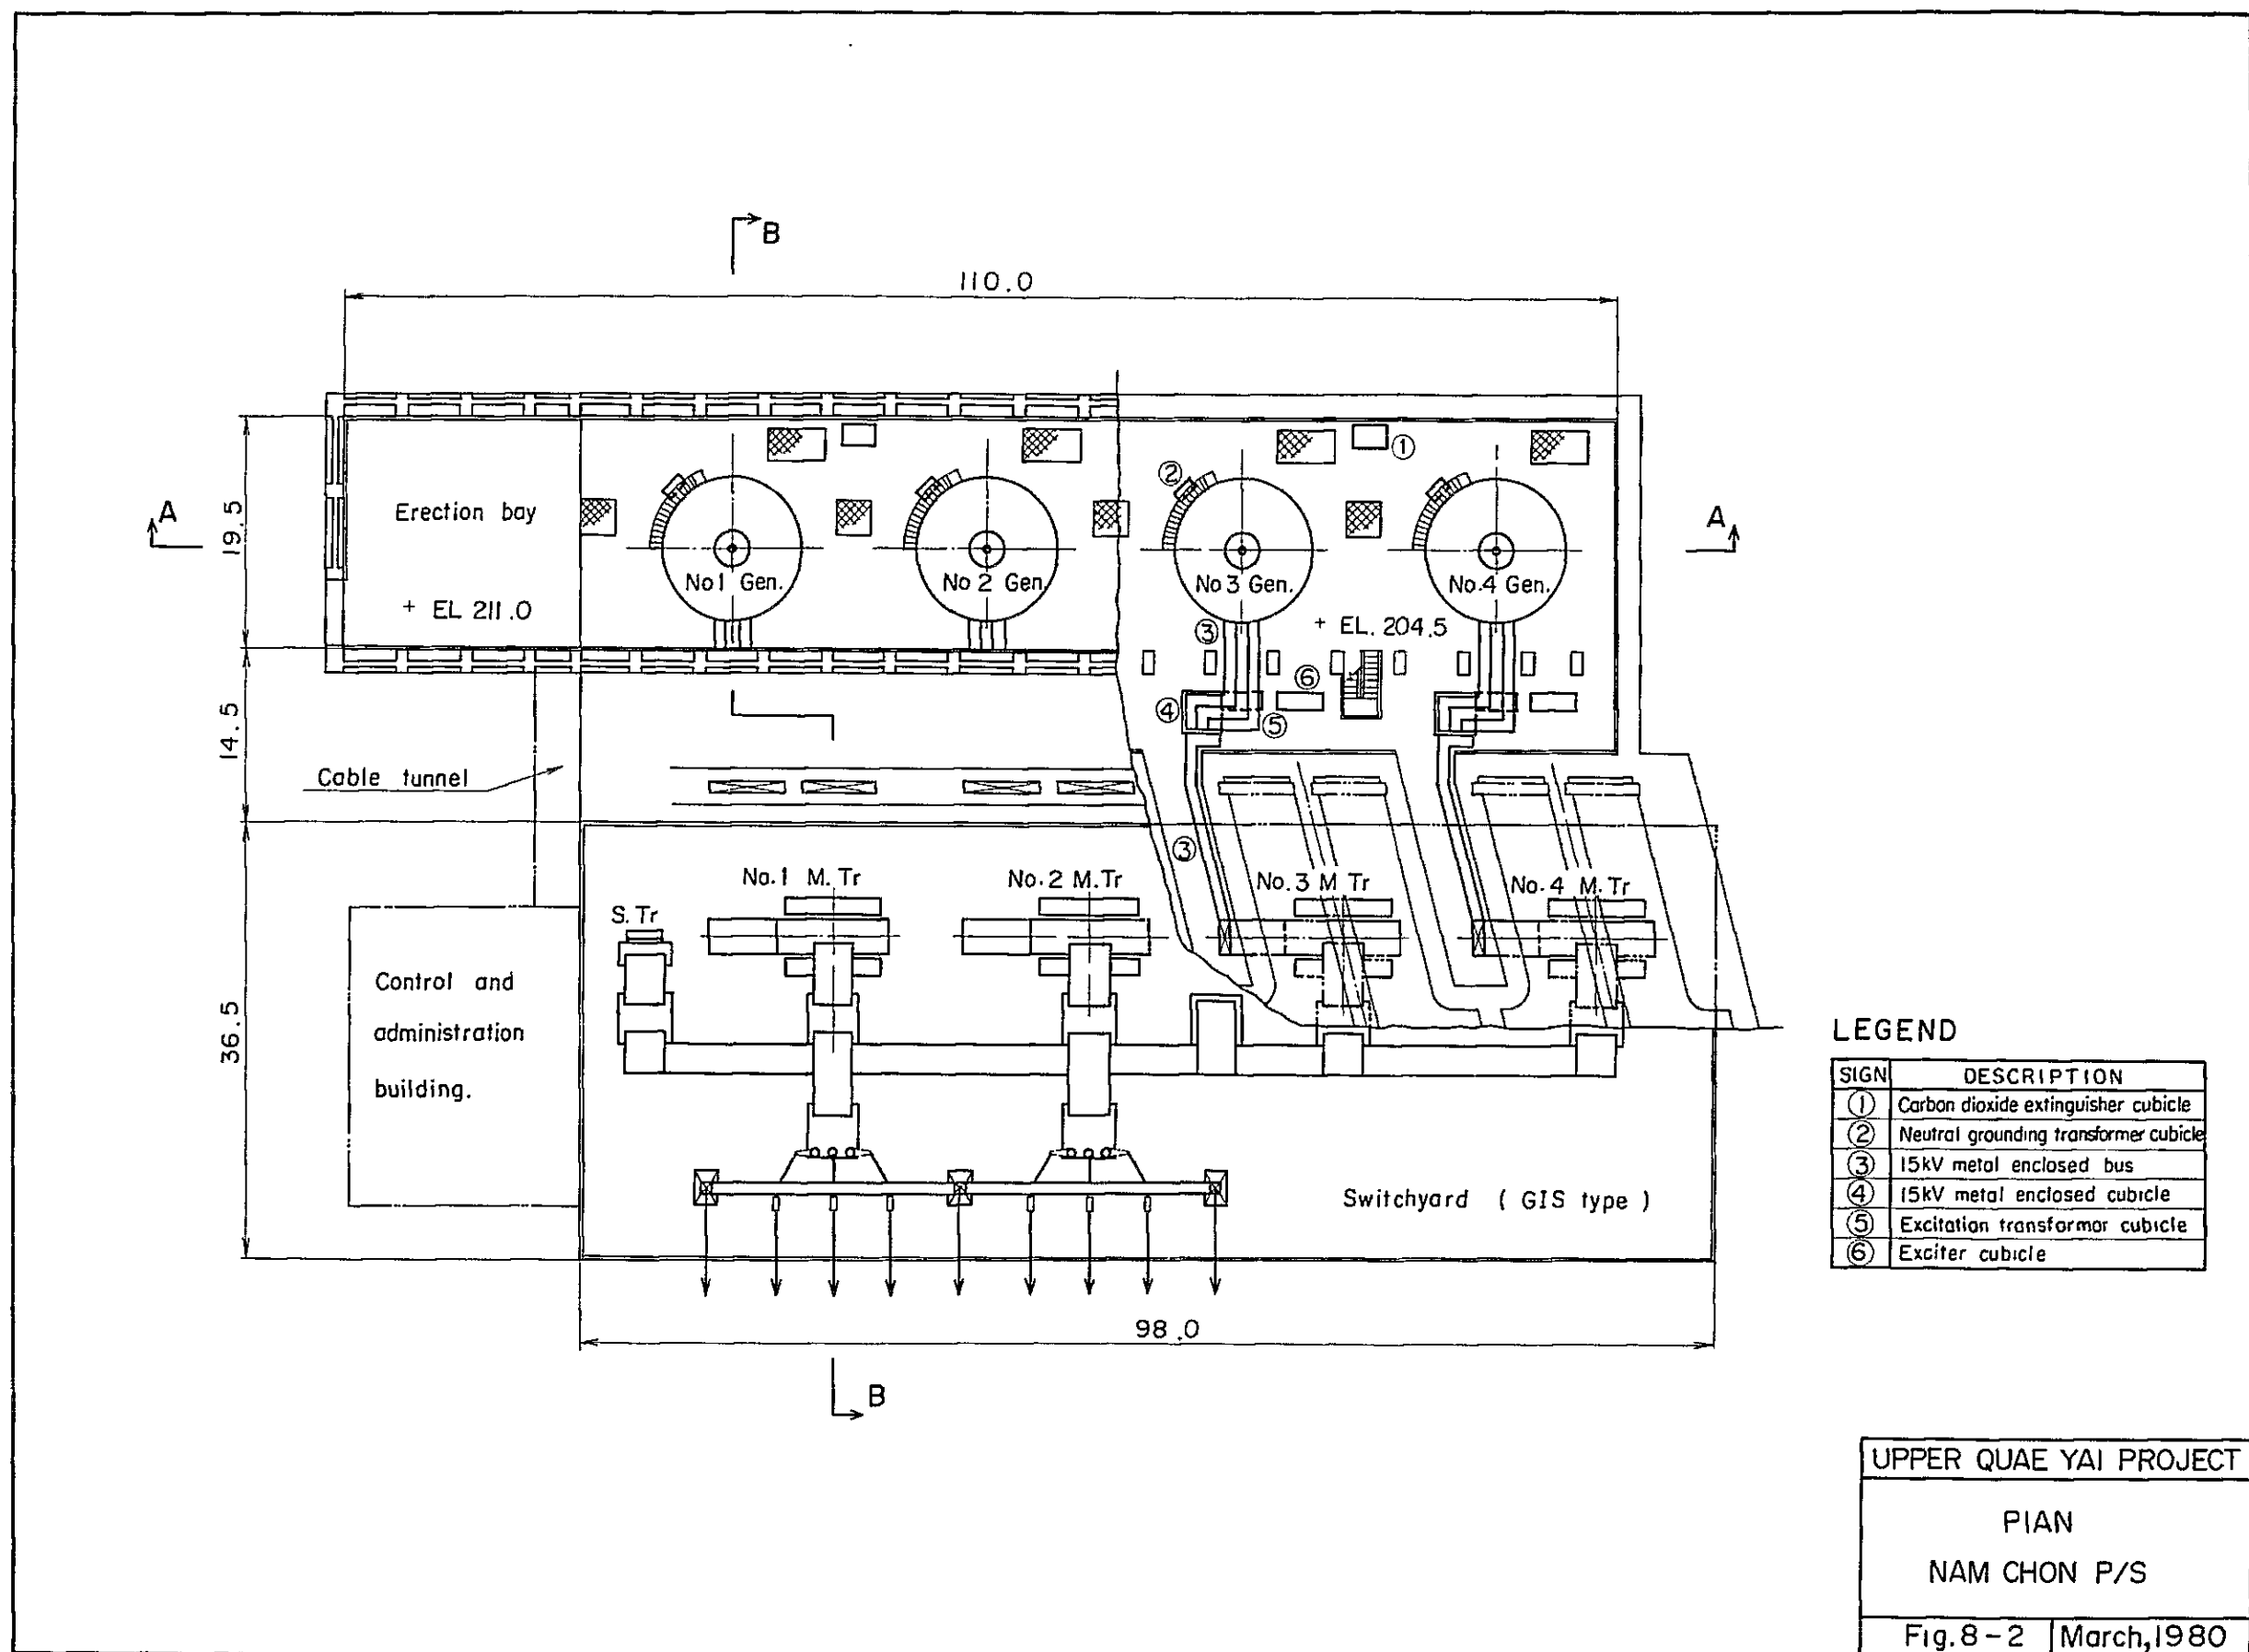 B
110.0
①
②
A
Erection bay
A
19.5
No1 Gen.
No 2 Gen.
No3 Gen.
No.4 Gen.
+ EL 211.0
③
+ EL. 204.5
⑥
④
⑤
14.5
Cable tunnel
③
No.1 M. Tr
No.2 M.Tr
No.3 M Tr
No.4 M.Tr
S. Tr
Control and
administration
building.
36.5
Switchyard ( GIS type )
98.0
B
LEGEND
SIGN DESCRIPTION
① Carbon dioxide extinguisher cubicle
② Neutral grounding transformer cubicle
③ 15kV metal enclosed bus
④ 15kV metal enclosed cubicle
⑤ Excitation transformor cubicle
⑥ Exciter cubicle
UPPER QUAE YAI PROJECT
PIAN
NAM CHON P/S
Fig.8-2 March,1980